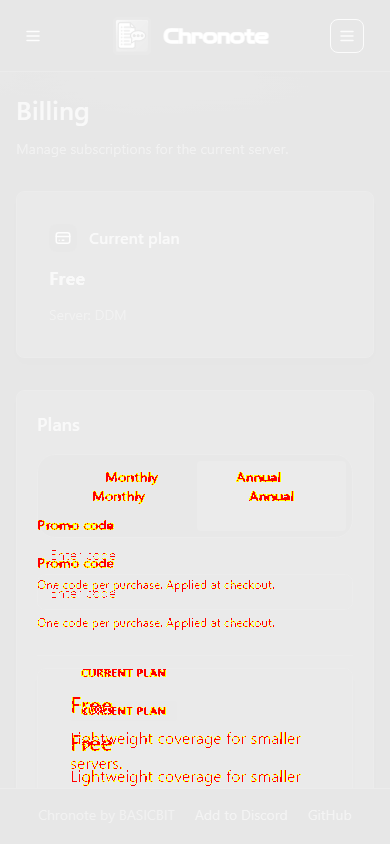 Chronote
Billing
Manage subscriptions for the current server.
Current plan
Free
Server: DDM
Plans
Monthly Annual
Monthly Annual
Promo code
Enter code
Promo code
One code per purchase. Applied at checkout.
Enter code
One code per purchase. Applied at checkout.
CURRENT PLAN
Free
CURRENT PLAN
Lightweight coverage for smaller
Free
servers.
Lightweight coverage for smaller
Chronote by BASICBIT Add to Discord GitHub